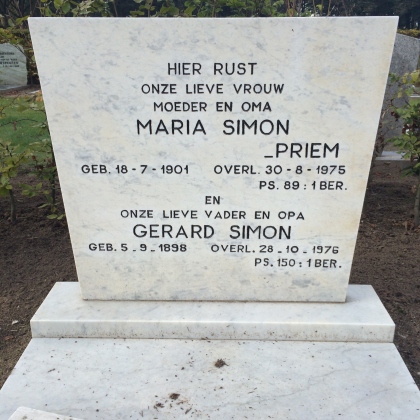 HIER RUST
ONZE LIEVE VROUW
MOEDER EN OMA
MARIA SIMON
_PRIEM
GEB. 18-7-1901 OVERL. 30-8-1975
PS. 89:1 BER.
EN
ONZE LIEVE VADER EN OPA
GERARD SIMON
GEB. 5-9-1898 OVERL. 28-10-1976
PS. 150:1 BER.